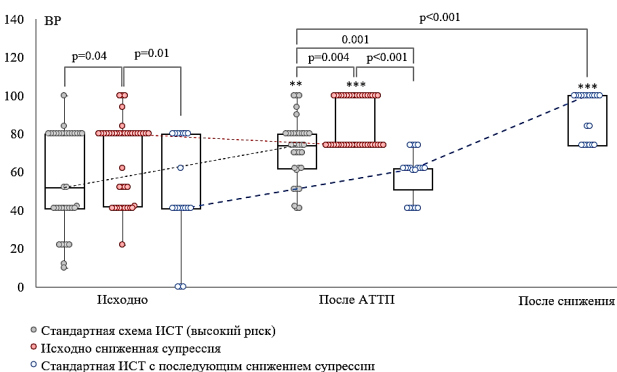 140 BP
p<0.001
120
0.001
p=0.04 p=0.01 p=0.004 p<0.001
** *** ***
100
80
60
40
20
0
Исходно После АТТП После снижения
Стандартная схема ИСТ (высокий риск)
Исходно сниженная супрессия
Стандартная ИСТ с последующим снижением супрессии